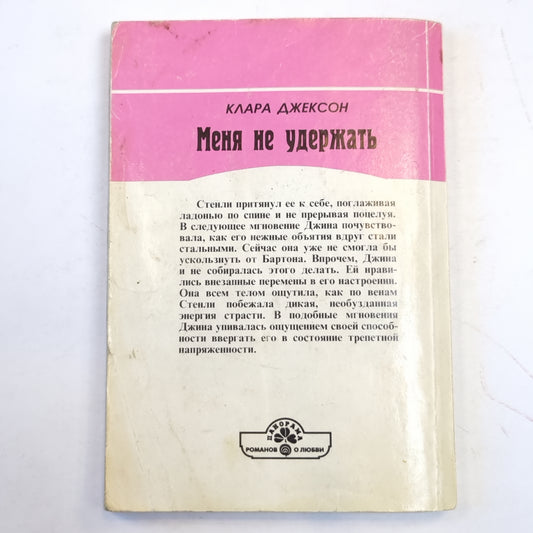 КЛАРА ДЖЕКСОН
Меня не удержать
Стенли притянул ее к себе, поглаживая
ладонью по спине и не прерывая поцелуя.
В следующее мгновение Джина почувство-
вала, как его нежные объятия вдруг стали
стальными. Сейчас она уже не смогла бы
ускользнуть от Бартона. Впрочем, Джина
и не собиралась этого делать. Ей нрави-
лись внезапные перемены в его настроении.
Она всем телом ощутила, как по венам
Стенли побежала дикая, необузданная
энергия страсти. В подобные мгновения
Джина упивалась ощущением своей способ-
ности ввергать его в состояние трепетной
напряженности.
ПАНОРАМА
РОМАНОВ О ЛЮБВИ